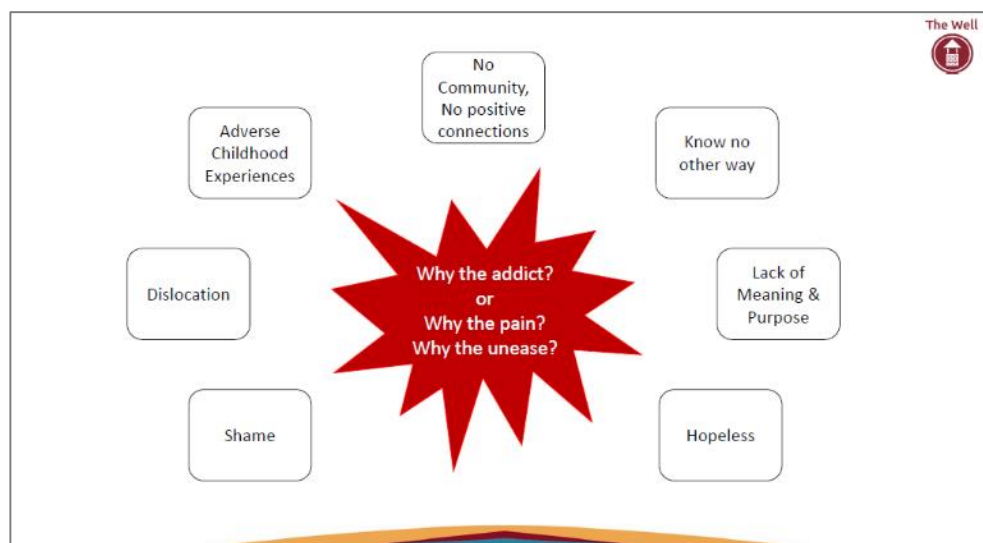 The Well
No
Community,
No positive
connections
Adverse
Childhood
Experiences
Know no
other way
Dislocation
Why the addict?
or
Why the pain?
Why the unease?
Lack of
Meaning &
Purpose
Shame
Hopeless